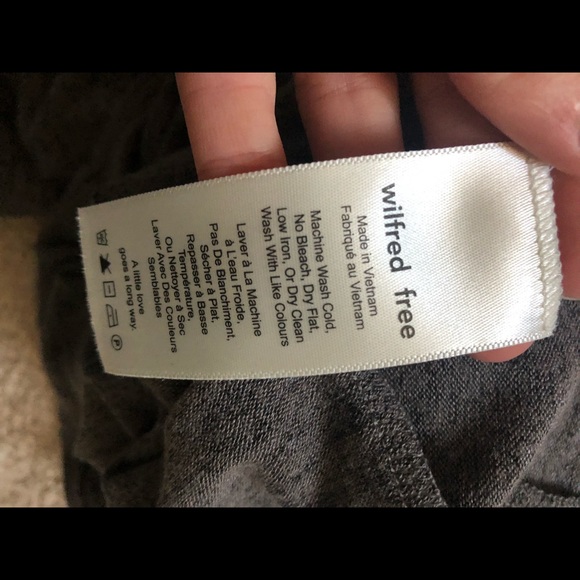 wilfred free
Made in Vietnam
Fabriqué au Vietnam
Machine Wash Cold,
No Bleach, Dry Flat,
Low Iron, Or Dry Clean
Wash With Like Colours
Laver à La Machine
à L'eau Froide,
Pas De Blanchiment,
Sécher à Plat,
Repasser à Basse
Température,
Ou Nettoyer à Sec
Laver Avec Des Couleurs
Semblables
A little love
goes a long way.